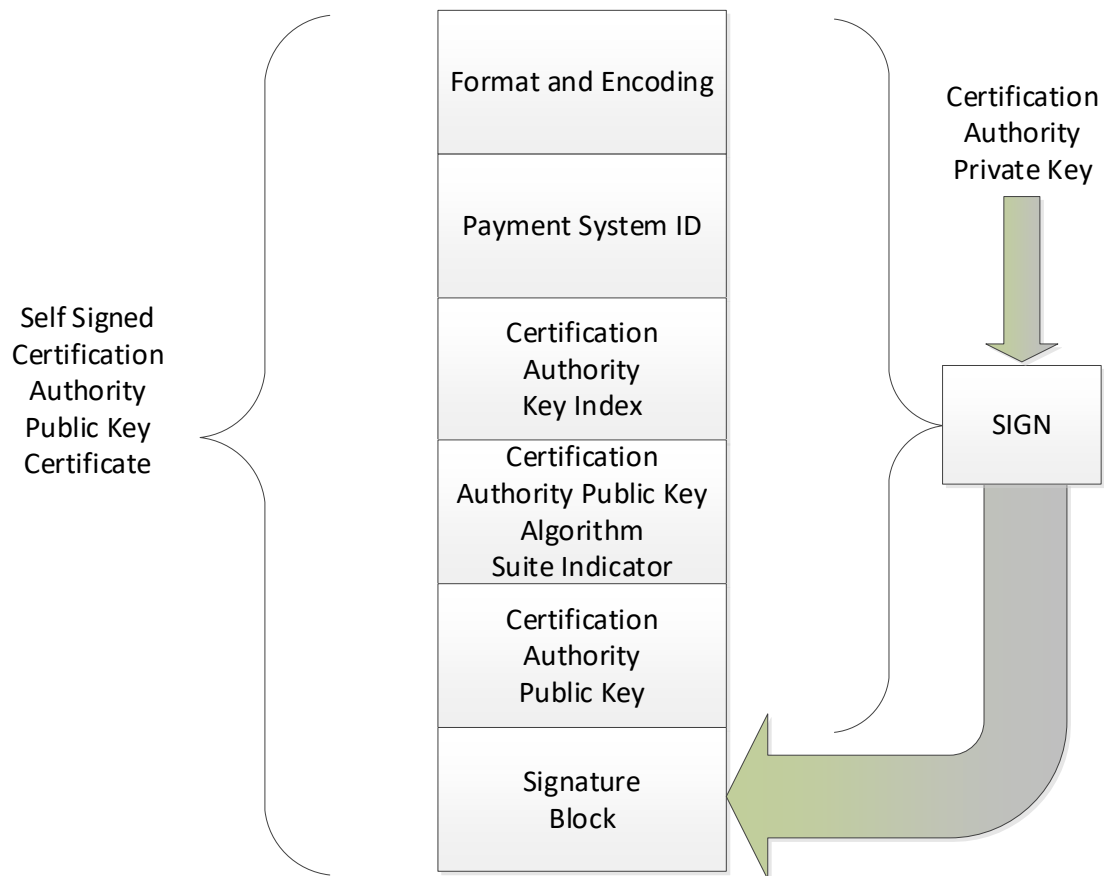 Format and Encoding
Payment System ID
Certification
Authority
Key Index
Certification
Authority Public Key
Algorithm
Suite Indicator
Certification
Authority
Public Key
Signature
Block
Self Signed
Certification
Authority
Public Key
Certificate
Certification
Authority
Private Key
SIGN